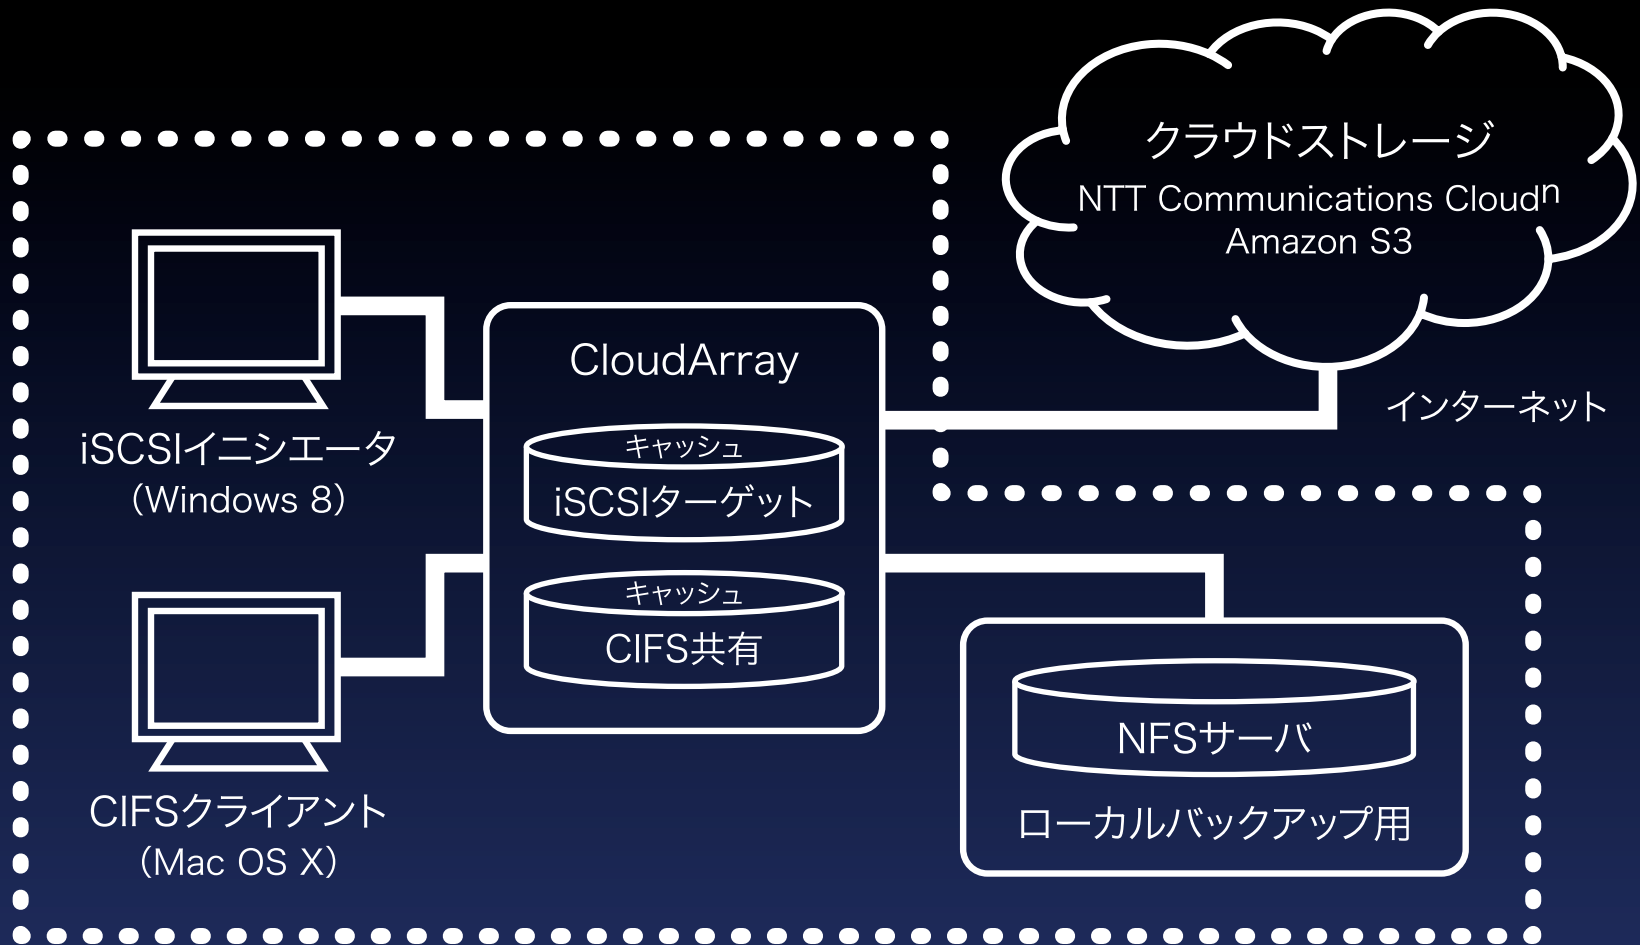 クラウドストレージ
NTT Communications Cloudⁿ
Amazon S3
インターネット
iSCSIイニシエータ
（Windows 8）
CloudArray
キャッシュ
iSCSIターゲット
キャッシュ
CIFS共有
CIFSクライアント
（Mac OS X）
NFSサーバ
ローカルバックアップ用